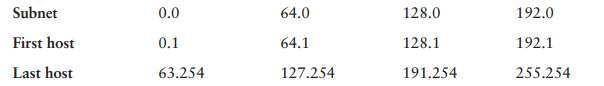 Subnet 0.0 64.0 128.0 192.0
First host 0.1 64.1 128.1 192.1
Last host 63.254 127.254 191.254 255.254